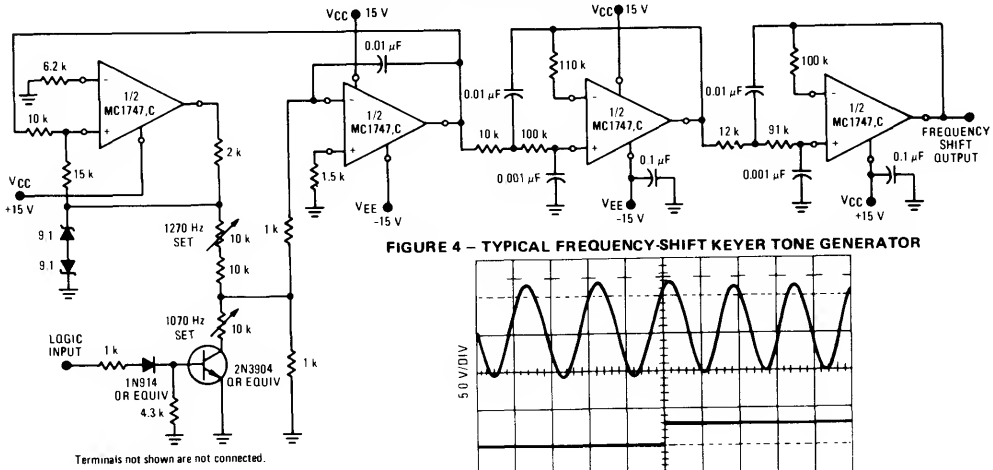 VCC 15 V
VCC 15 V
0.01 µF
6.2 k
1/2
MC1747,C
10 k
15 k
2 k
VCC
+15 V
9.1
9.1
1270 Hz
SET
10 k
10 k
1070 Hz
SET
10 k
LOGIC
INPUT
1 k
1N914
OR EQUIV
4.3 k
2N3904
OR EQUIV
1 k
1 k
Terminals not shown are not connected.
1/2
MC1747,C
1.5 k
VEE
-15 V
0.01 µF
110 k
1/2
MC1747,C
10 k
100 k
0.001 µF
VEE
-15 V
0.1 µF
0.01 µF
100 k
1/2
MC1747,C
12 k
91 k
0.001 µF
VCC
+15 V
0.1 µF
FREQUENCY
SHIFT
OUTPUT
FIGURE 4 – TYPICAL FREQUENCY-SHIFT KEYER TONE GENERATOR
5.0 V/DIV
-
+
-
+
-
+
-
+